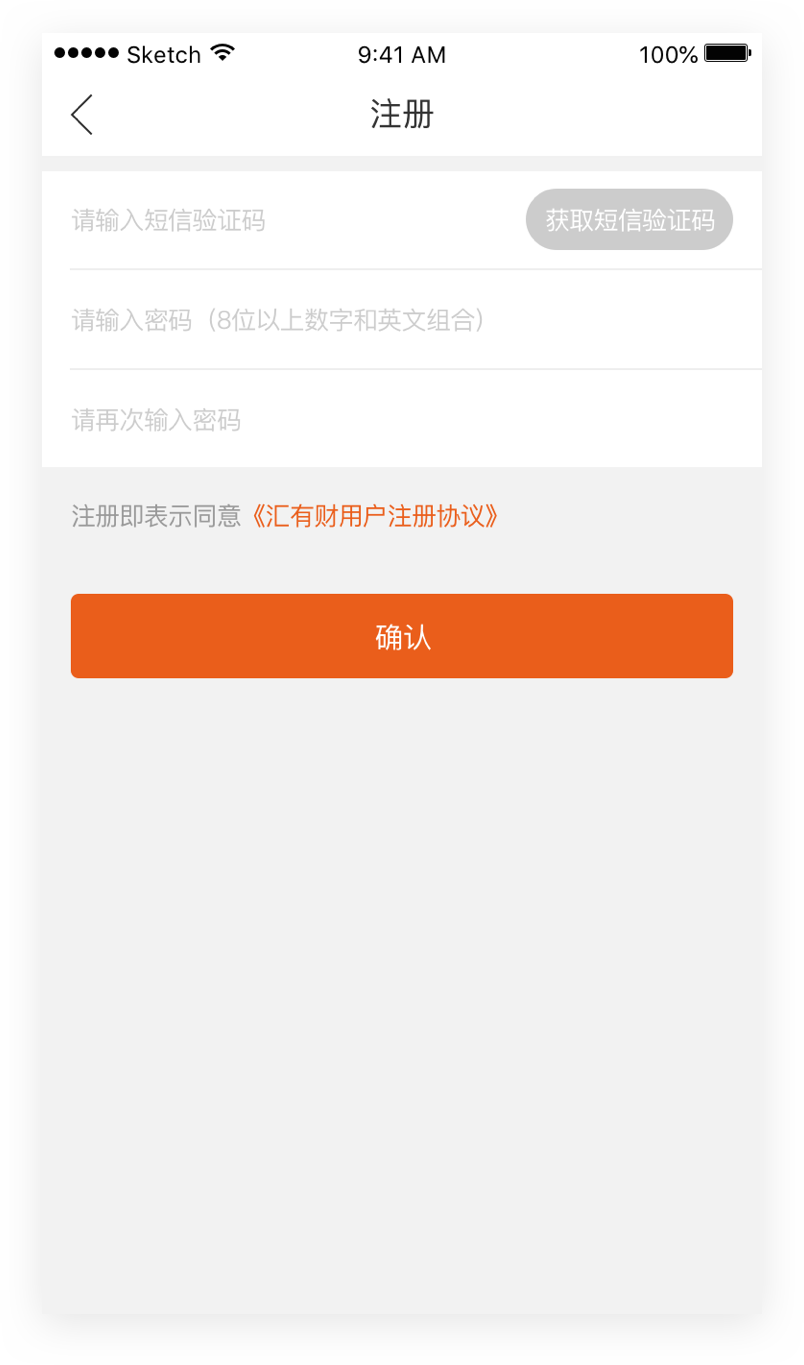 Sketch 9:41 AM 100%
注册
请输入短信验证码 获取短信验证码
请输入密码（8位以上数字和英文组合）
请再次输入密码
注册即表示同意《汇有财用户注册协议》
确认